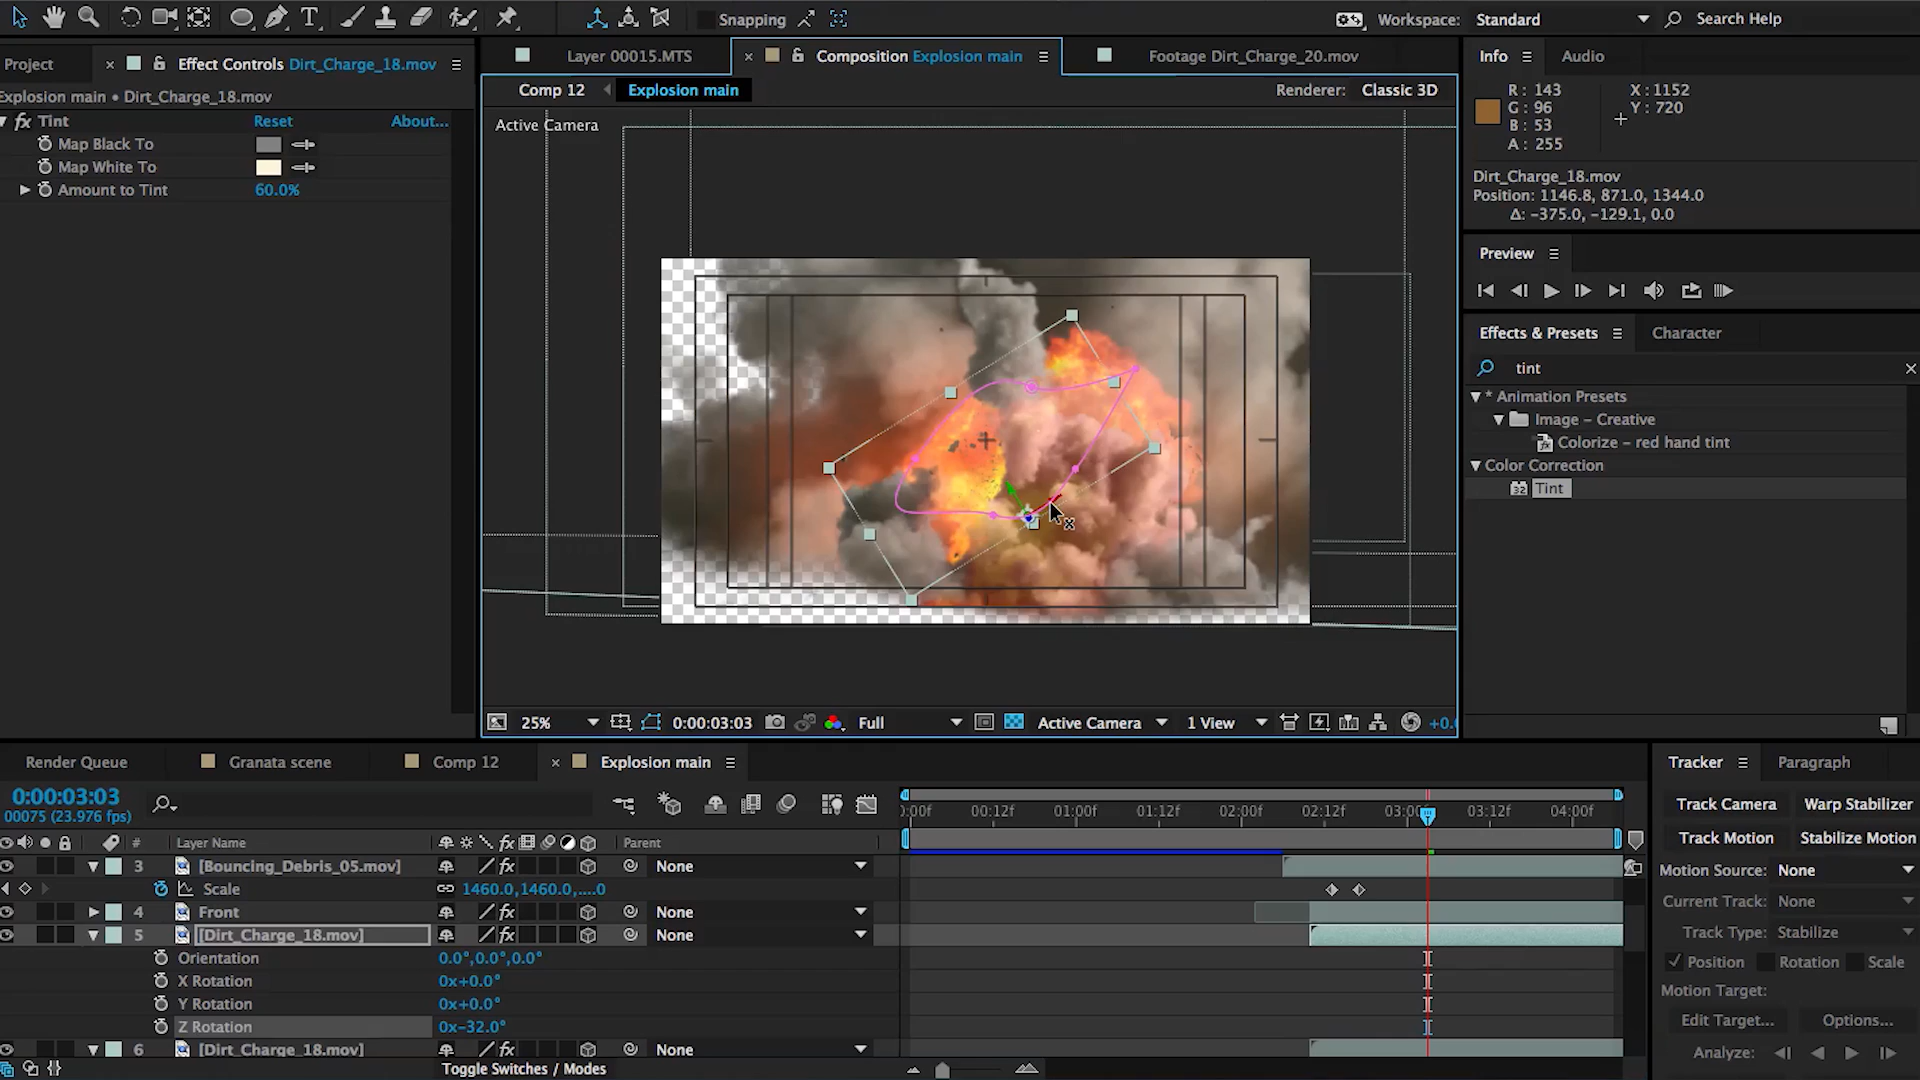 Snapping
Workspace: Standard
Search Help
Project
Effect Controls Dirt_Charge_18.mov
Layer 00015.MTS
Composition Explosion main
Footage Dirt_Charge_20.mov
Info
Audio
Explosion main • Dirt_Charge_18.mov
Comp 12
Explosion main
Renderer: Classic 3D
R: 143
G: 96
B: 53
A: 255
X: 1152
Y: 720
fx Tint
Reset
About...
Map Black To
Map White To
Amount to Tint
60.0%
Active Camera
Dirt_Charge_18.mov
Position: 1146.8, 871.0, 1344.0
Δ: -375.0, -129.1, 0.0
Preview
Effects & Presets
Character
tint
* Animation Presets
Image – Creative
Colorize – red hand tint
Color Correction
32 Tint
25%
0:00:03:03
Full
Active Camera
1 View
+0.
Render Queue
Granata scene
Comp 12
Explosion main
Tracker
Paragraph
0:00:03:03
00075 (23.976 fps)
:00f 00:12f 01:00f 01:12f 02:00f 02:12f 03:00f 03:12f 04:00f
Track Camera
Warp Stabilizer
Track Motion
Stabilize Motion
# Layer Name
fx
Parent
3 [Bouncing_Debris_05.mov] fx None
Scale 1460.0,1460.0,....0
4 Front fx None
5 [Dirt_Charge_18.mov] fx None
Orientation 0.0°,0.0°,0.0°
X Rotation 0x+0.0°
Y Rotation 0x+0.0°
Z Rotation 0x-32.0°
6 [Dirt_Charge_18.mov] fx None
Toggle Switches / Modes
Motion Source: None
Current Track: None
Track Type: Stabilize
Position Rotation Scale
Motion Target:
Edit Target...
Options...
Analyze: